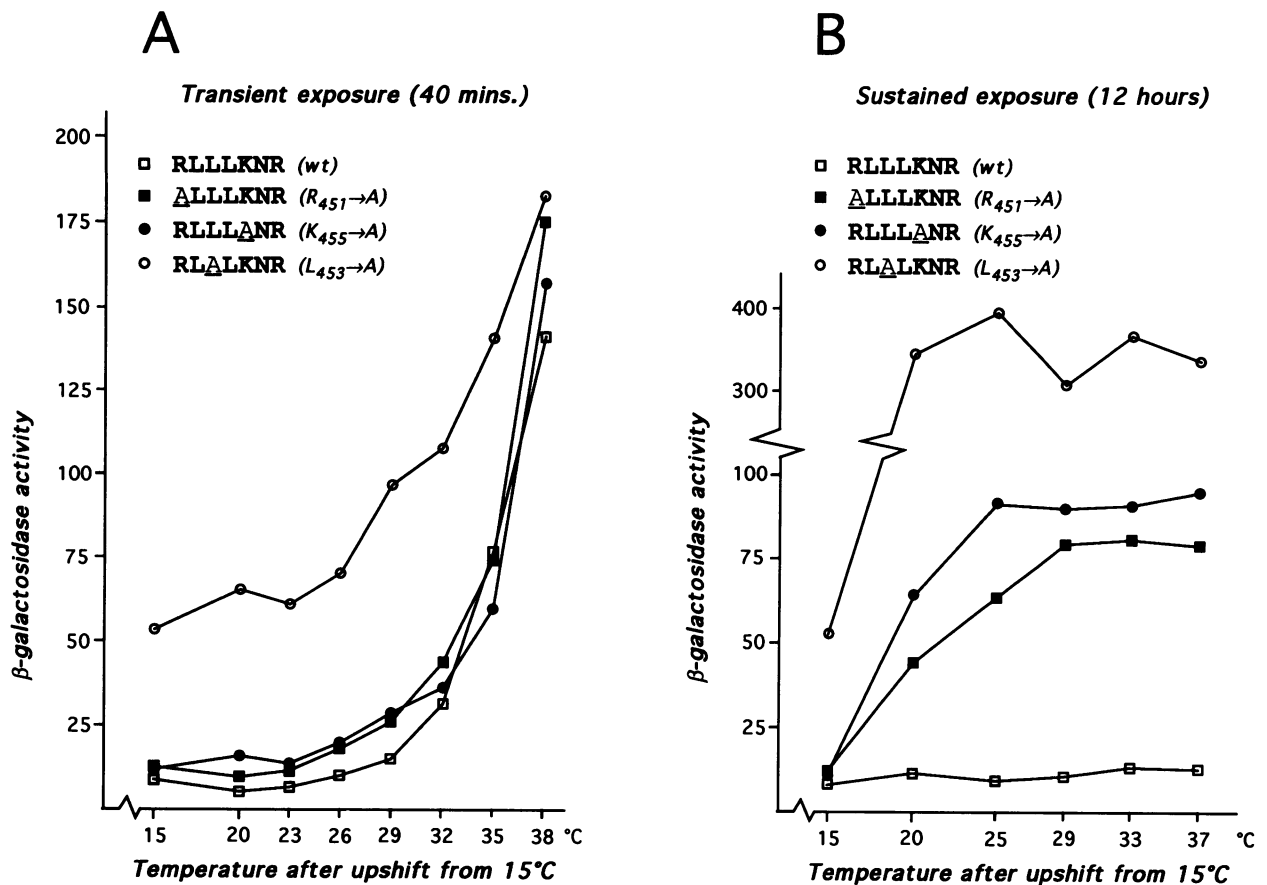 A
Transient exposure (40 mins.)
200
175
150
125
100
75
50
25
RLLLKNR (wt)
ALLLKNR (R451→A)
RLLLANR (K455→A)
RLALKNR (L453→A)
β-galactosidase activity
15 20 23 26 29 32 35 38 °C
Temperature after upshift from 15°C
B
Sustained exposure (12 hours)
RLLLKNR (wt)
ALLLKNR (R451→A)
RLLLANR (K455→A)
RLALKNR (L453→A)
400
300
100
75
50
25
β-galactosidase activity
15 20 25 29 33 37 °C
Temperature after upshift from 15°C